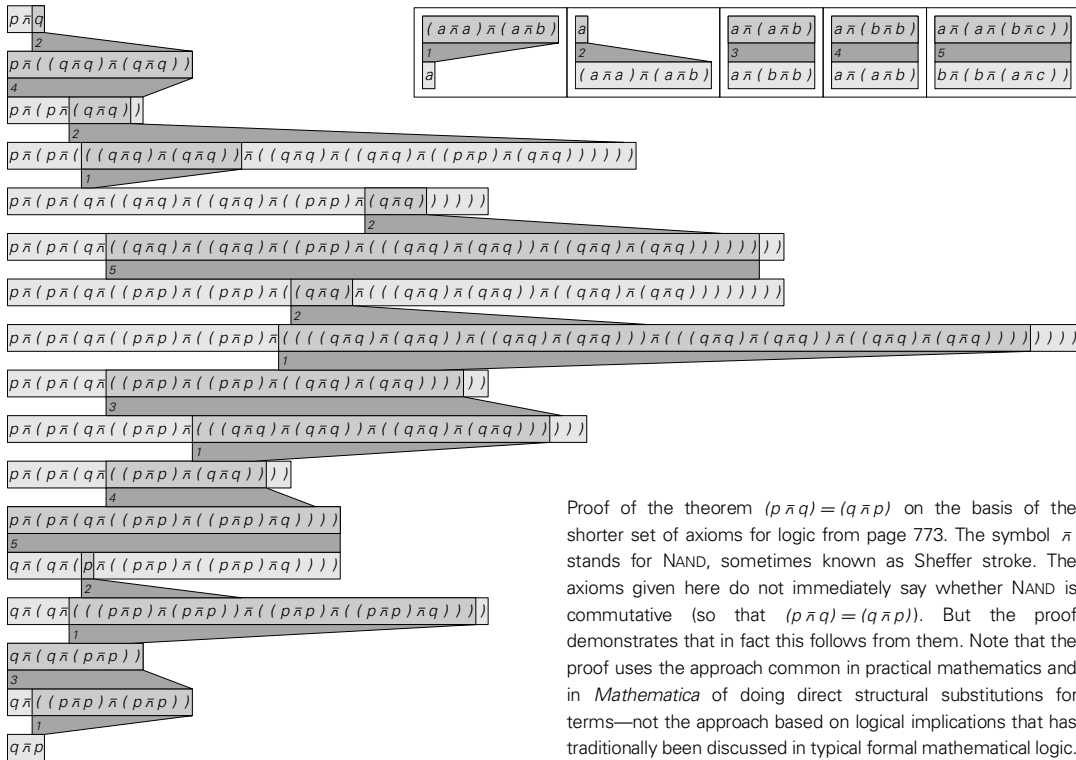 p⊼q
2
p⊼((q⊼q)⊼(q⊼q))
4
p⊼(p⊼(q⊼q))
2
p⊼(p⊼(((q⊼q)⊼(q⊼q))⊼((q⊼q)⊼((q⊼q)⊼((p⊼p)⊼(q⊼q))))))
1
p⊼(p⊼(q⊼((q⊼q)⊼((q⊼q)⊼((p⊼p)⊼(q⊼q))))))
2
p⊼(p⊼(q⊼((q⊼q)⊼((q⊼q)⊼((p⊼p)⊼(((q⊼q)⊼(q⊼q))⊼((q⊼q)⊼(q⊼q))))))))
5
p⊼(p⊼(q⊼((p⊼p)⊼((p⊼p)⊼((q⊼q)⊼(((q⊼q)⊼(q⊼q))⊼((q⊼q)⊼(q⊼q))))))))
2
p⊼(p⊼(q⊼((p⊼p)⊼((p⊼p)⊼((((q⊼q)⊼(q⊼q))⊼((q⊼q)⊼(q⊼q)))⊼(((q⊼q)⊼(q⊼q))⊼((q⊼q)⊼(q⊼q))))))))
1
p⊼(p⊼(q⊼((p⊼p)⊼((p⊼p)⊼((q⊼q)⊼(q⊼q))))))
3
p⊼(p⊼(q⊼((p⊼p)⊼(((q⊼q)⊼(q⊼q))⊼((q⊼q)⊼(q⊼q))))))
1
p⊼(p⊼(q⊼((p⊼p)⊼(q⊼q))))
4
p⊼(p⊼(q⊼((p⊼p)⊼((p⊼p)⊼q))))
5
q⊼(q⊼(p⊼((p⊼p)⊼((p⊼p)⊼q))))
2
q⊼(q⊼(((p⊼p)⊼(p⊼p))⊼((p⊼p)⊼((p⊼p)⊼q))))
1
q⊼(q⊼(p⊼p))
3
q⊼((p⊼p)⊼(p⊼p))
1
q⊼p
(a⊼a)⊼(a⊼b)
1
a
a
2
(a⊼a)⊼(a⊼b)
a⊼(a⊼b)
3
a⊼(b⊼b)
a⊼(b⊼b)
4
a⊼(a⊼b)
a⊼(a⊼(b⊼c))
5
b⊼(b⊼(a⊼c))
Proof of the theorem (p⊼q)=(q⊼p) on the basis of the
shorter set of axioms for logic from page 773. The symbol ⊼
stands for NAND, sometimes known as Sheffer stroke. The
axioms given here do not immediately say whether NAND is
commutative (so that (p⊼q)=(q⊼p)). But the proof
demonstrates that in fact this follows from them. Note that the
proof uses the approach common in practical mathematics and
in Mathematica of doing direct structural substitutions for
terms—not the approach based on logical implications that has
traditionally been discussed in typical formal mathematical logic.